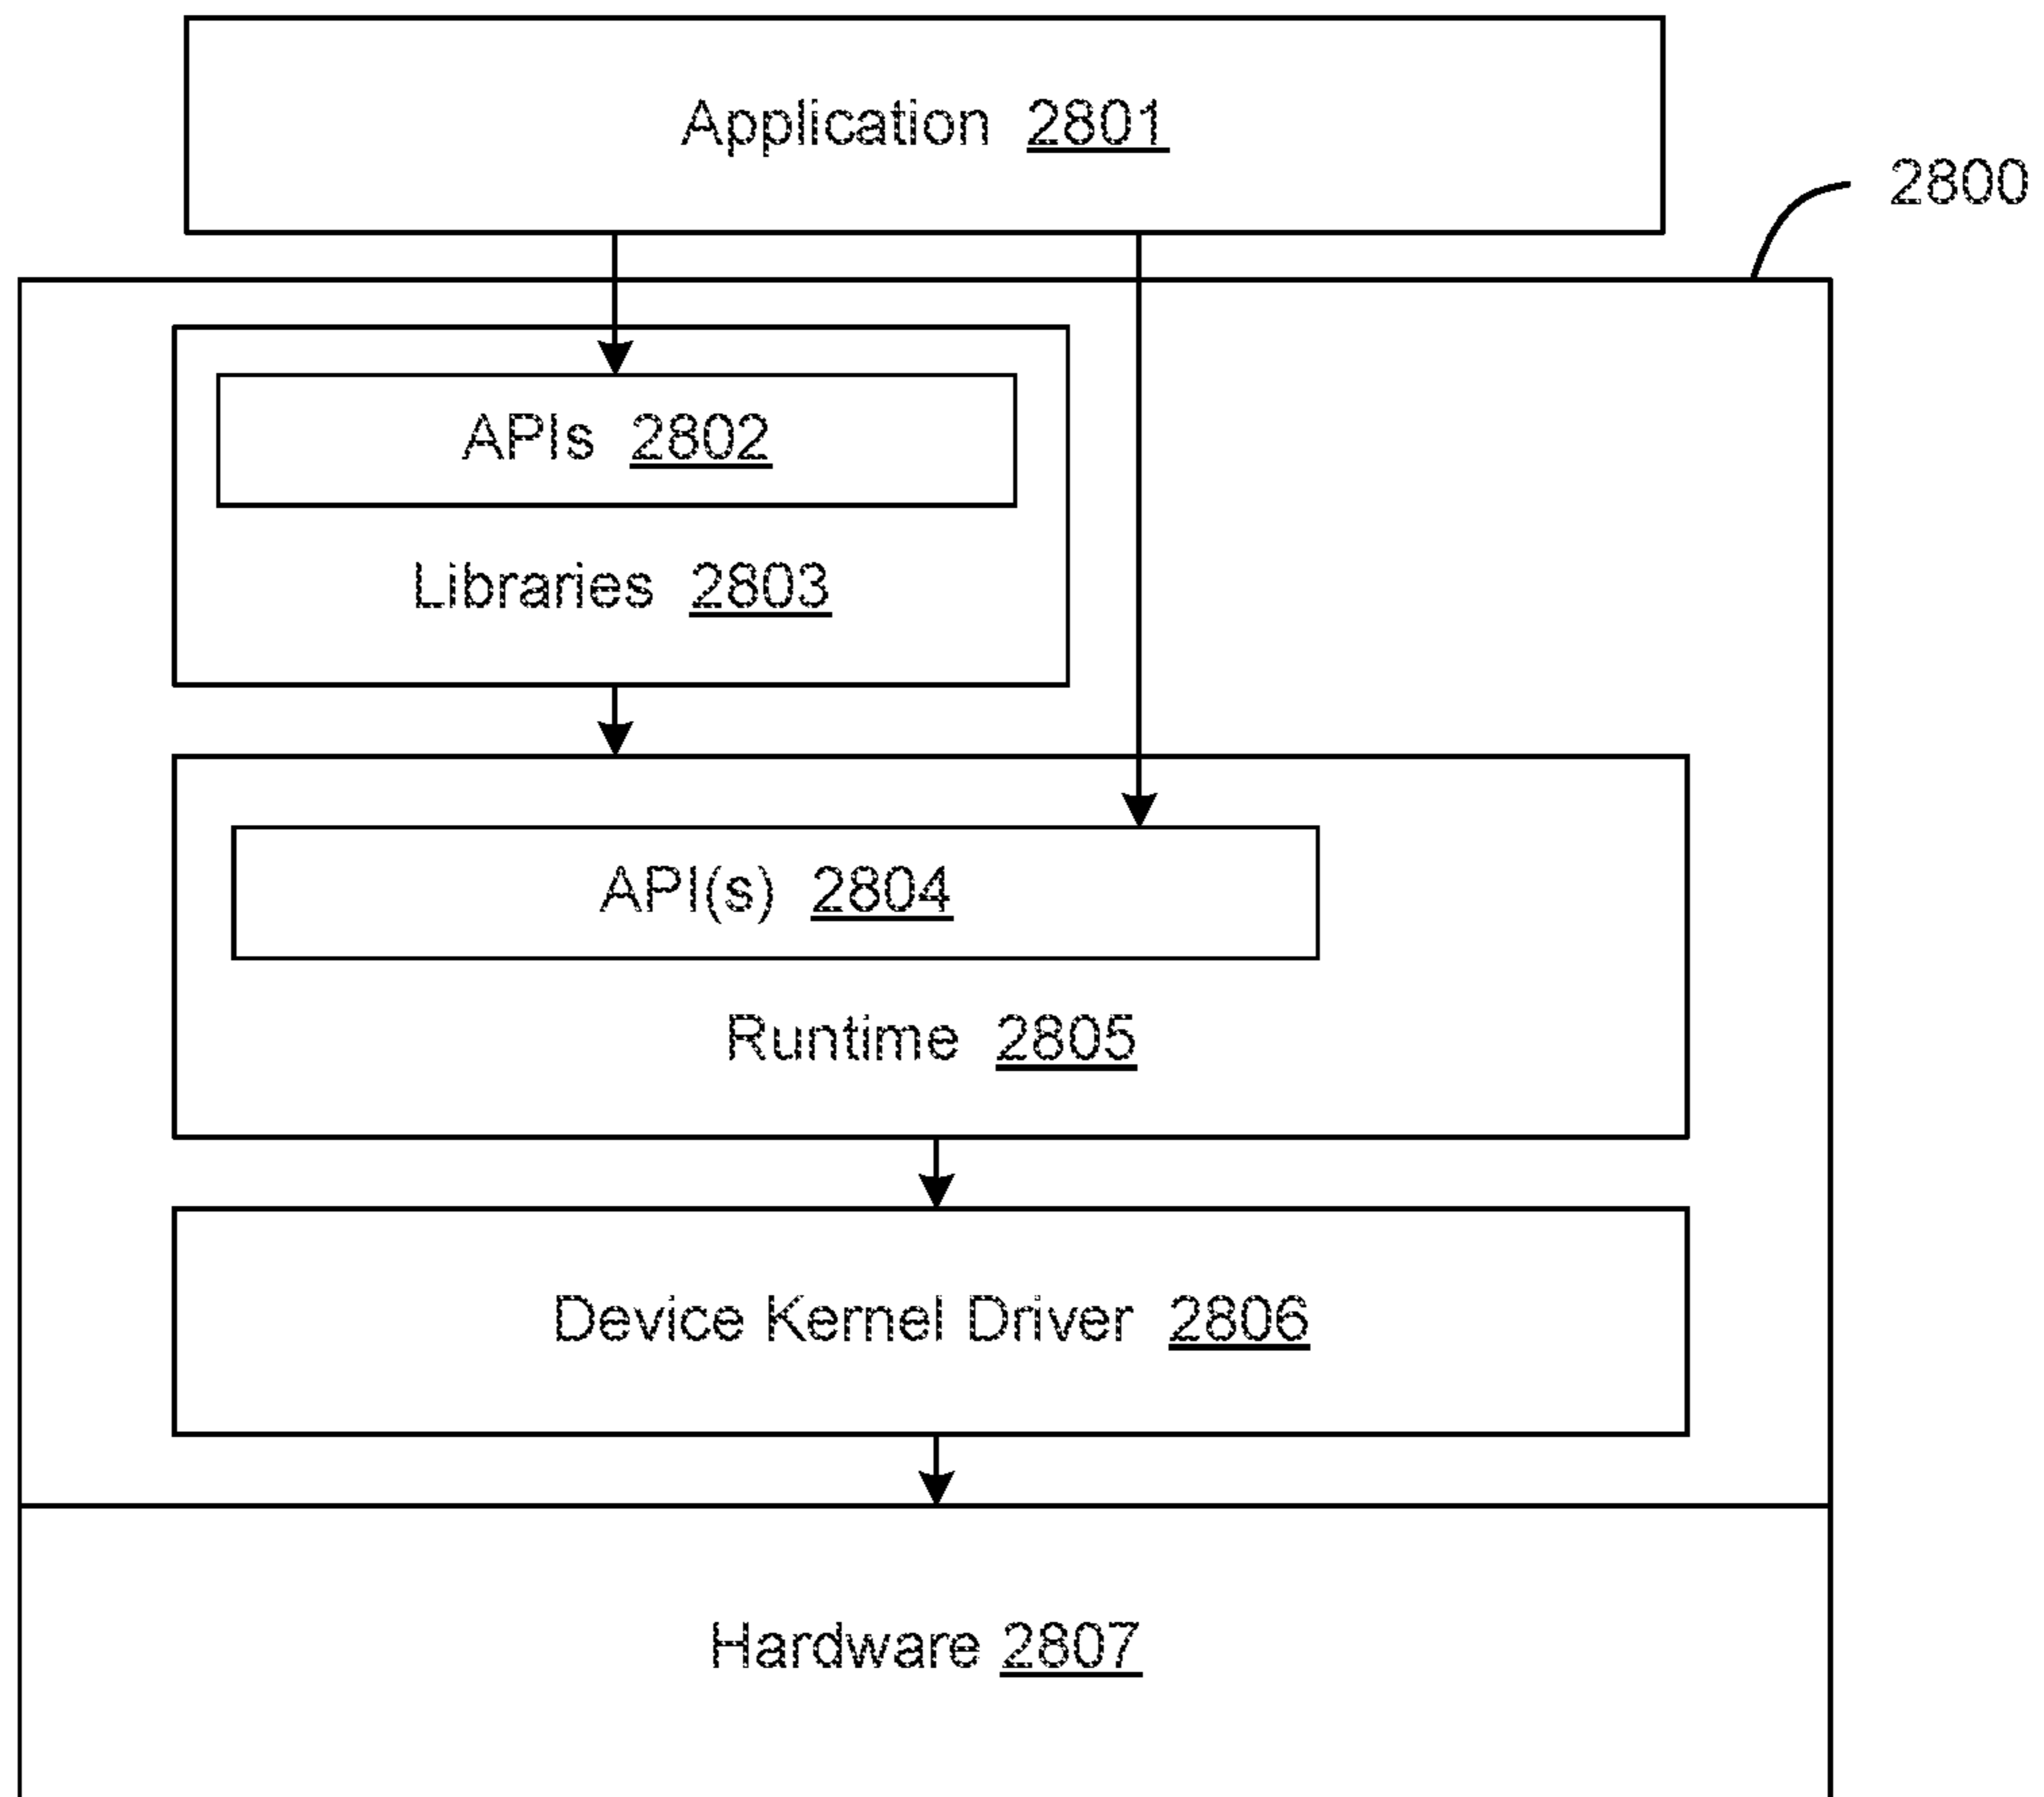 Application 2801
2800
APIs 2802
Libraries 2803
API(s) 2804
Runtime 2805
Device Kernel Driver 2806
Hardware 2807